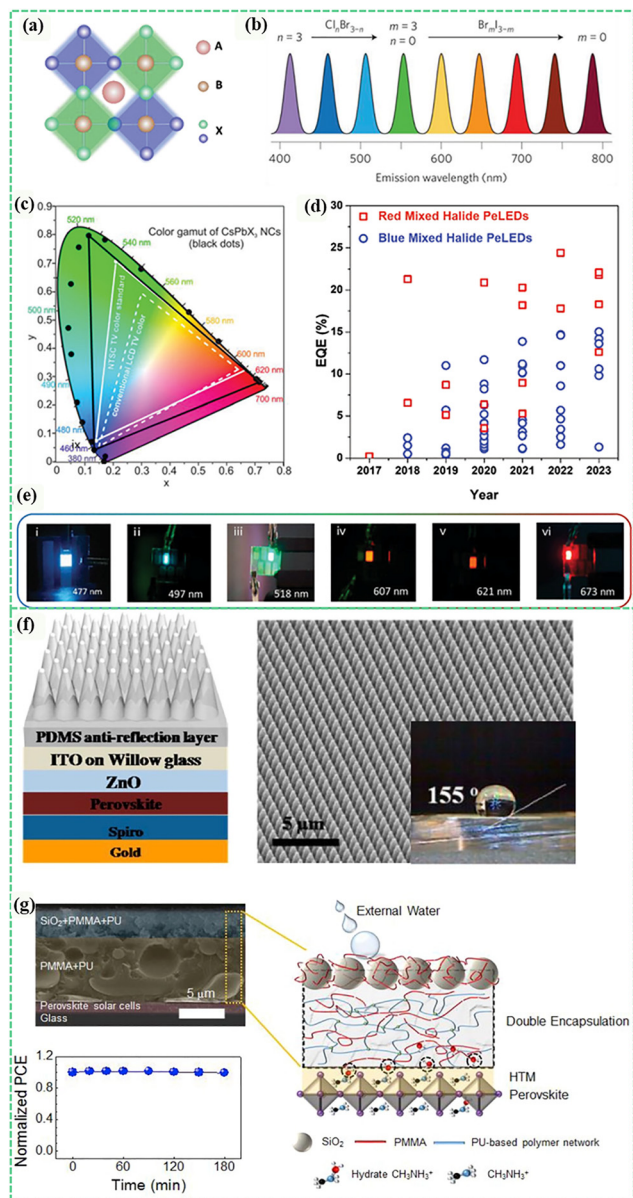 (a)
A
B
X
(b)
n = 3
ClnBr3–n
m = 3
n = 0
BrmI3–m
m = 0
400
500
600
700
800
Emission wavelength (nm)
(c)
Color gamut of CsPbX3 NCs
(black dots)
0.9
0.8
0.7
0.6
0.5
0.4
0.3
0.2
0.1
0
y
520 nm
540 nm
560 nm
580 nm
600 nm
620 nm
700 nm
500 nm
490 nm
480 nm
460 nm
380 nm
NTSC TV color standard
conventional LCD TV color
ix
0
0.1
0.2
0.3
0.4
0.5
0.6
0.7
0.8
x
(d)
Red Mixed Halide PeLEDs
Blue Mixed Halide PeLEDs
30
25
20
15
10
5
0
EQE (%)
2017
2018
2019
2020
2021
2022
2023
Year
(e)
i
477 nm
ii
497 nm
iii
518 nm
iv
607 nm
v
621 nm
vi
673 nm
(f)
PDMS anti-reflection layer
ITO on Willow glass
ZnO
Perovskite
Spiro
Gold
5 μm
155 o
(g)
SiO2+PMMA+PU
PMMA+PU
5 μm
Perovskite solar cells
Glass
External Water
Double Encapsulation
HTM
Perovskite
SiO2
PMMA
PU-based polymer network
Hydrate CH3NH3+
CH3NH3+
Normalized PCE
1.2
0.8
0.4
0.0
0
60
120
180
Time (min)